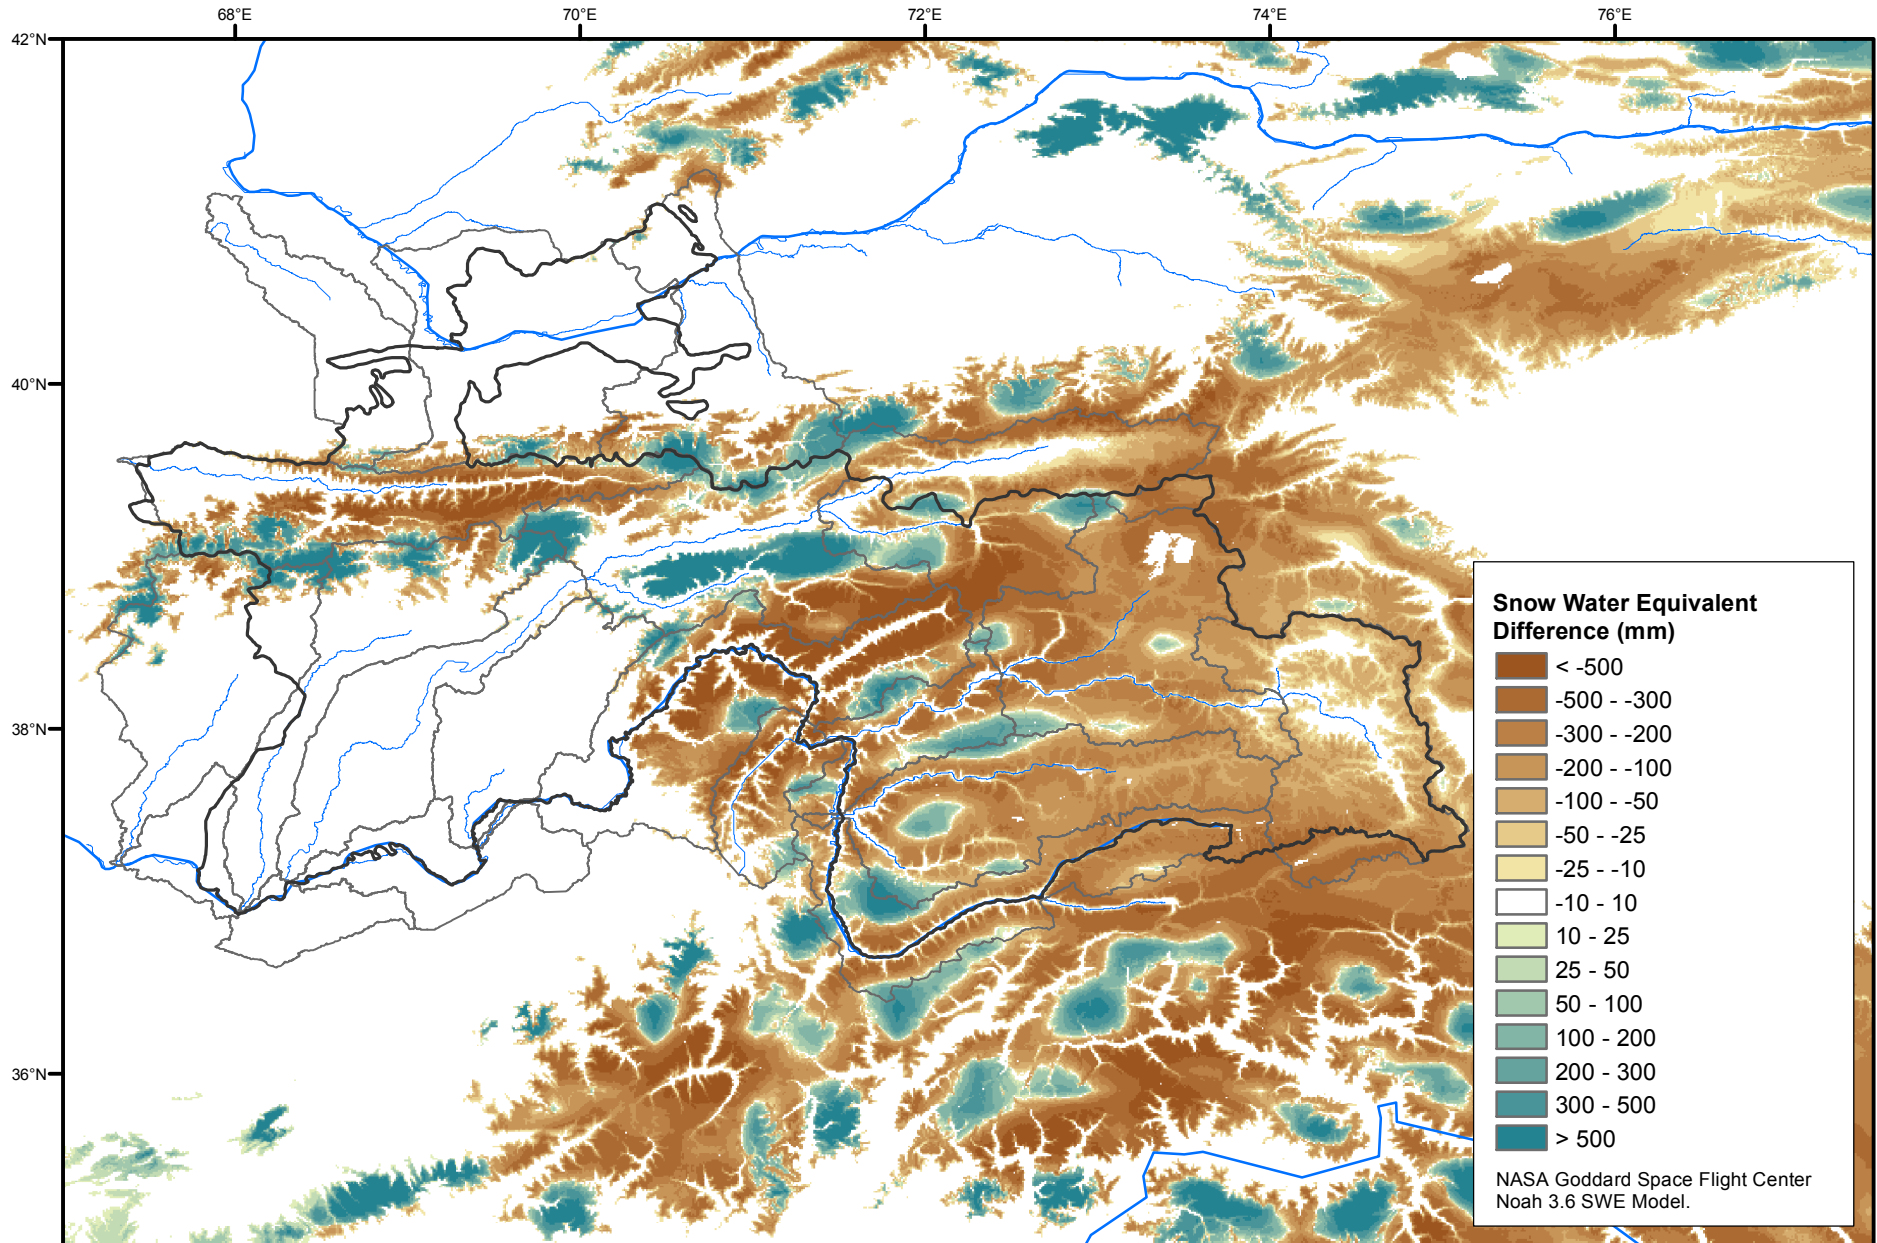 68°E
70°E
72°E
74°E
76°E
42°N
40°N
38°N
36°N
Snow Water Equivalent
Difference (mm)
< -500
-500 - -300
-300 - -200
-200 - -100
-100 - -50
-50 - -25
-25 - -10
-10 - 10
10 - 25
25 - 50
50 - 100
100 - 200
200 - 300
300 - 500
> 500
NASA Goddard Space Flight Center
Noah 3.6 SWE Model.